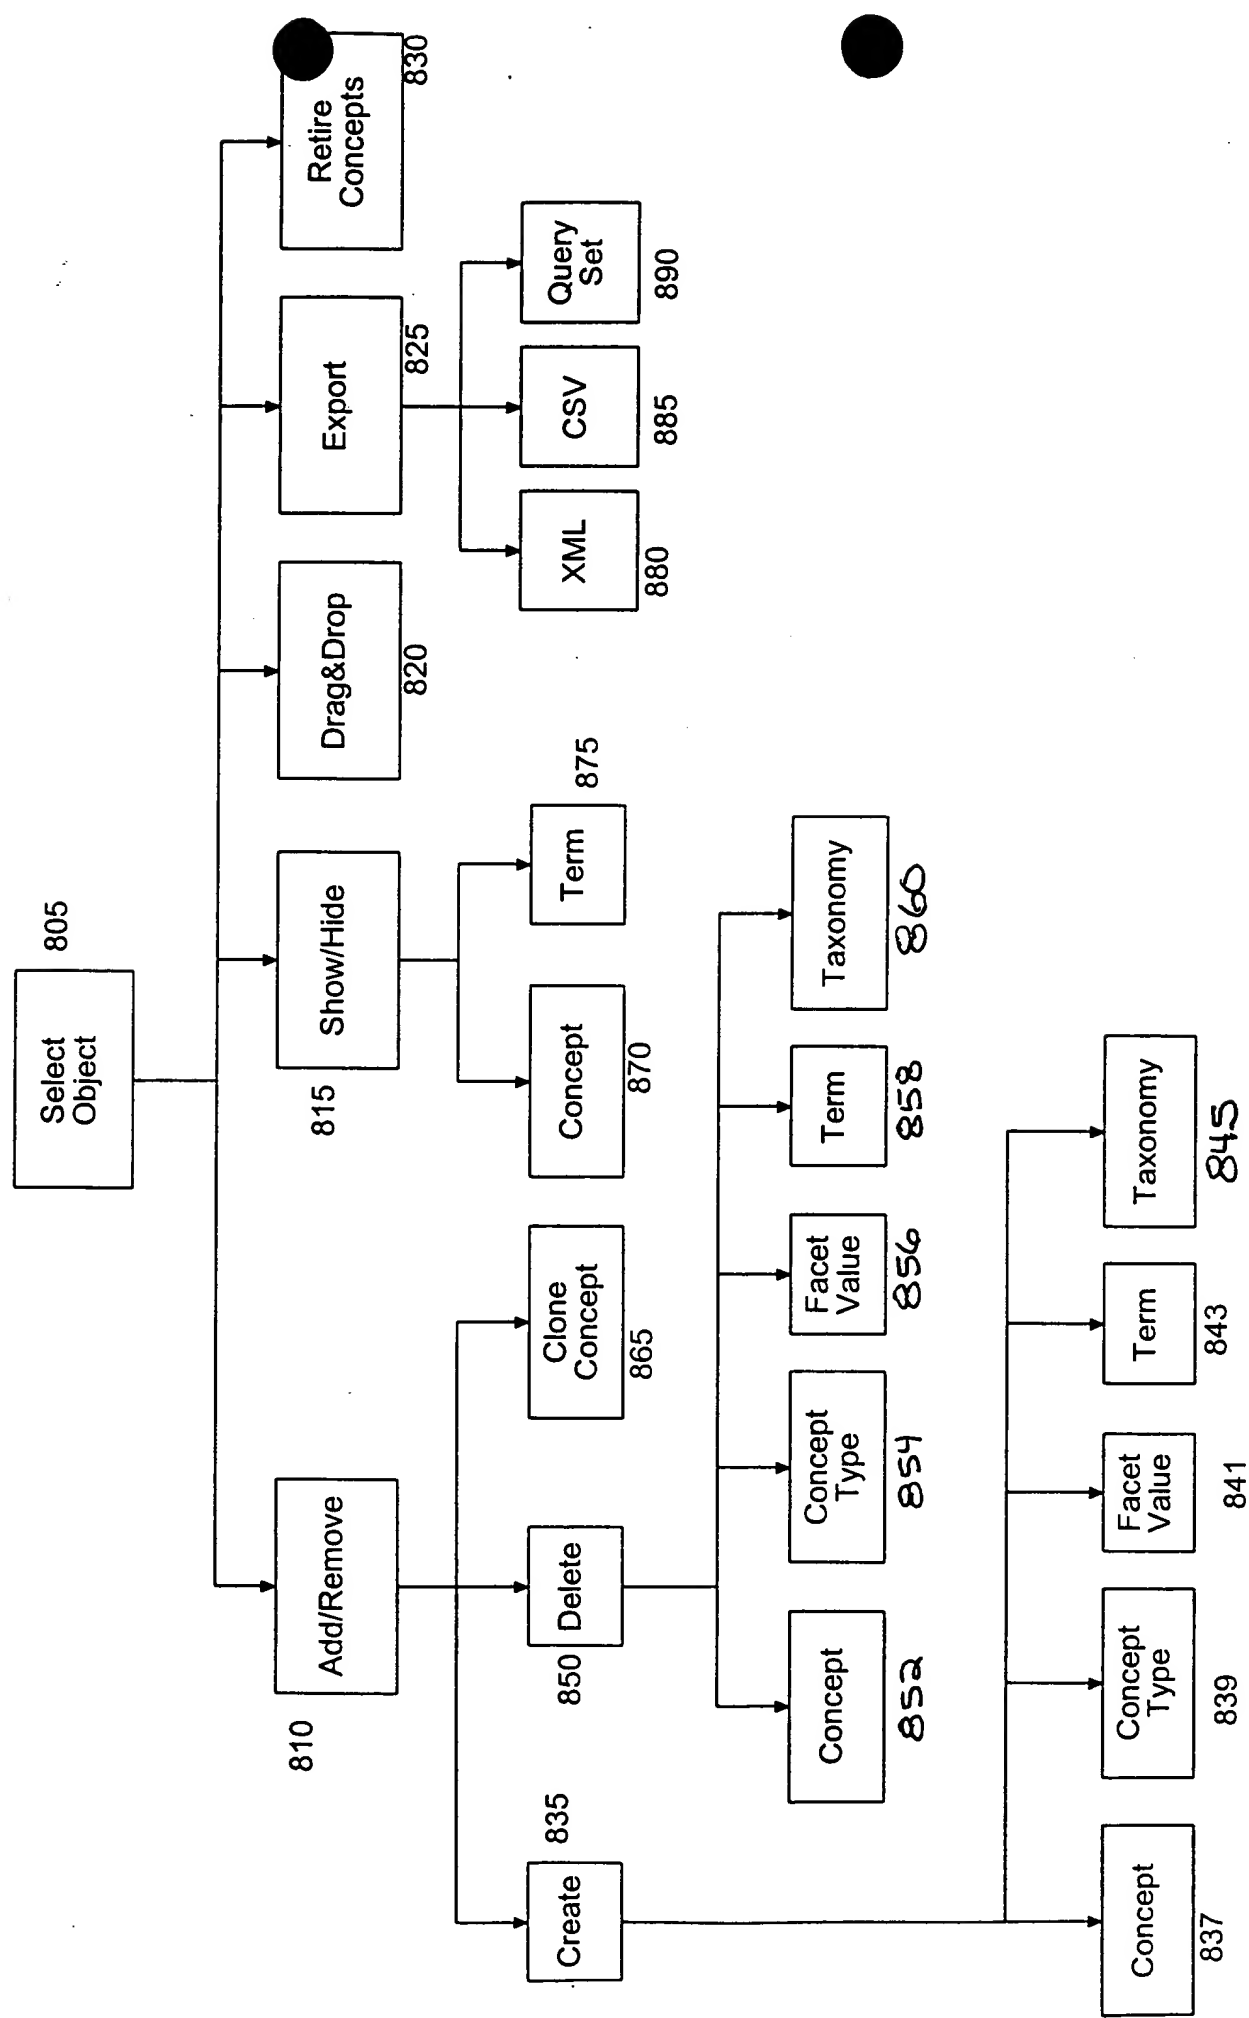 Select
Object
805
Add/Remove
810
Show/Hide
815
Drag&Drop
820
Export
825
Retire
Concepts
830
Create
835
850
Delete
Clone
Concept
865
Concept
870
Term
875
XML
880
CSV
885
Query
Set
890
Concept
852
Concept
Type
854
Facet
Value
856
Term
858
Taxonomy
860
Concept
837
Concept
Type
839
Facet
Value
841
Term
843
Taxonomy
845